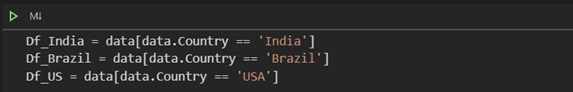 M↓
Df_India = data[data.Country == 'India']
Df_Brazil = data[data.Country == 'Brazil']
Df_US = data[data.Country == 'USA']